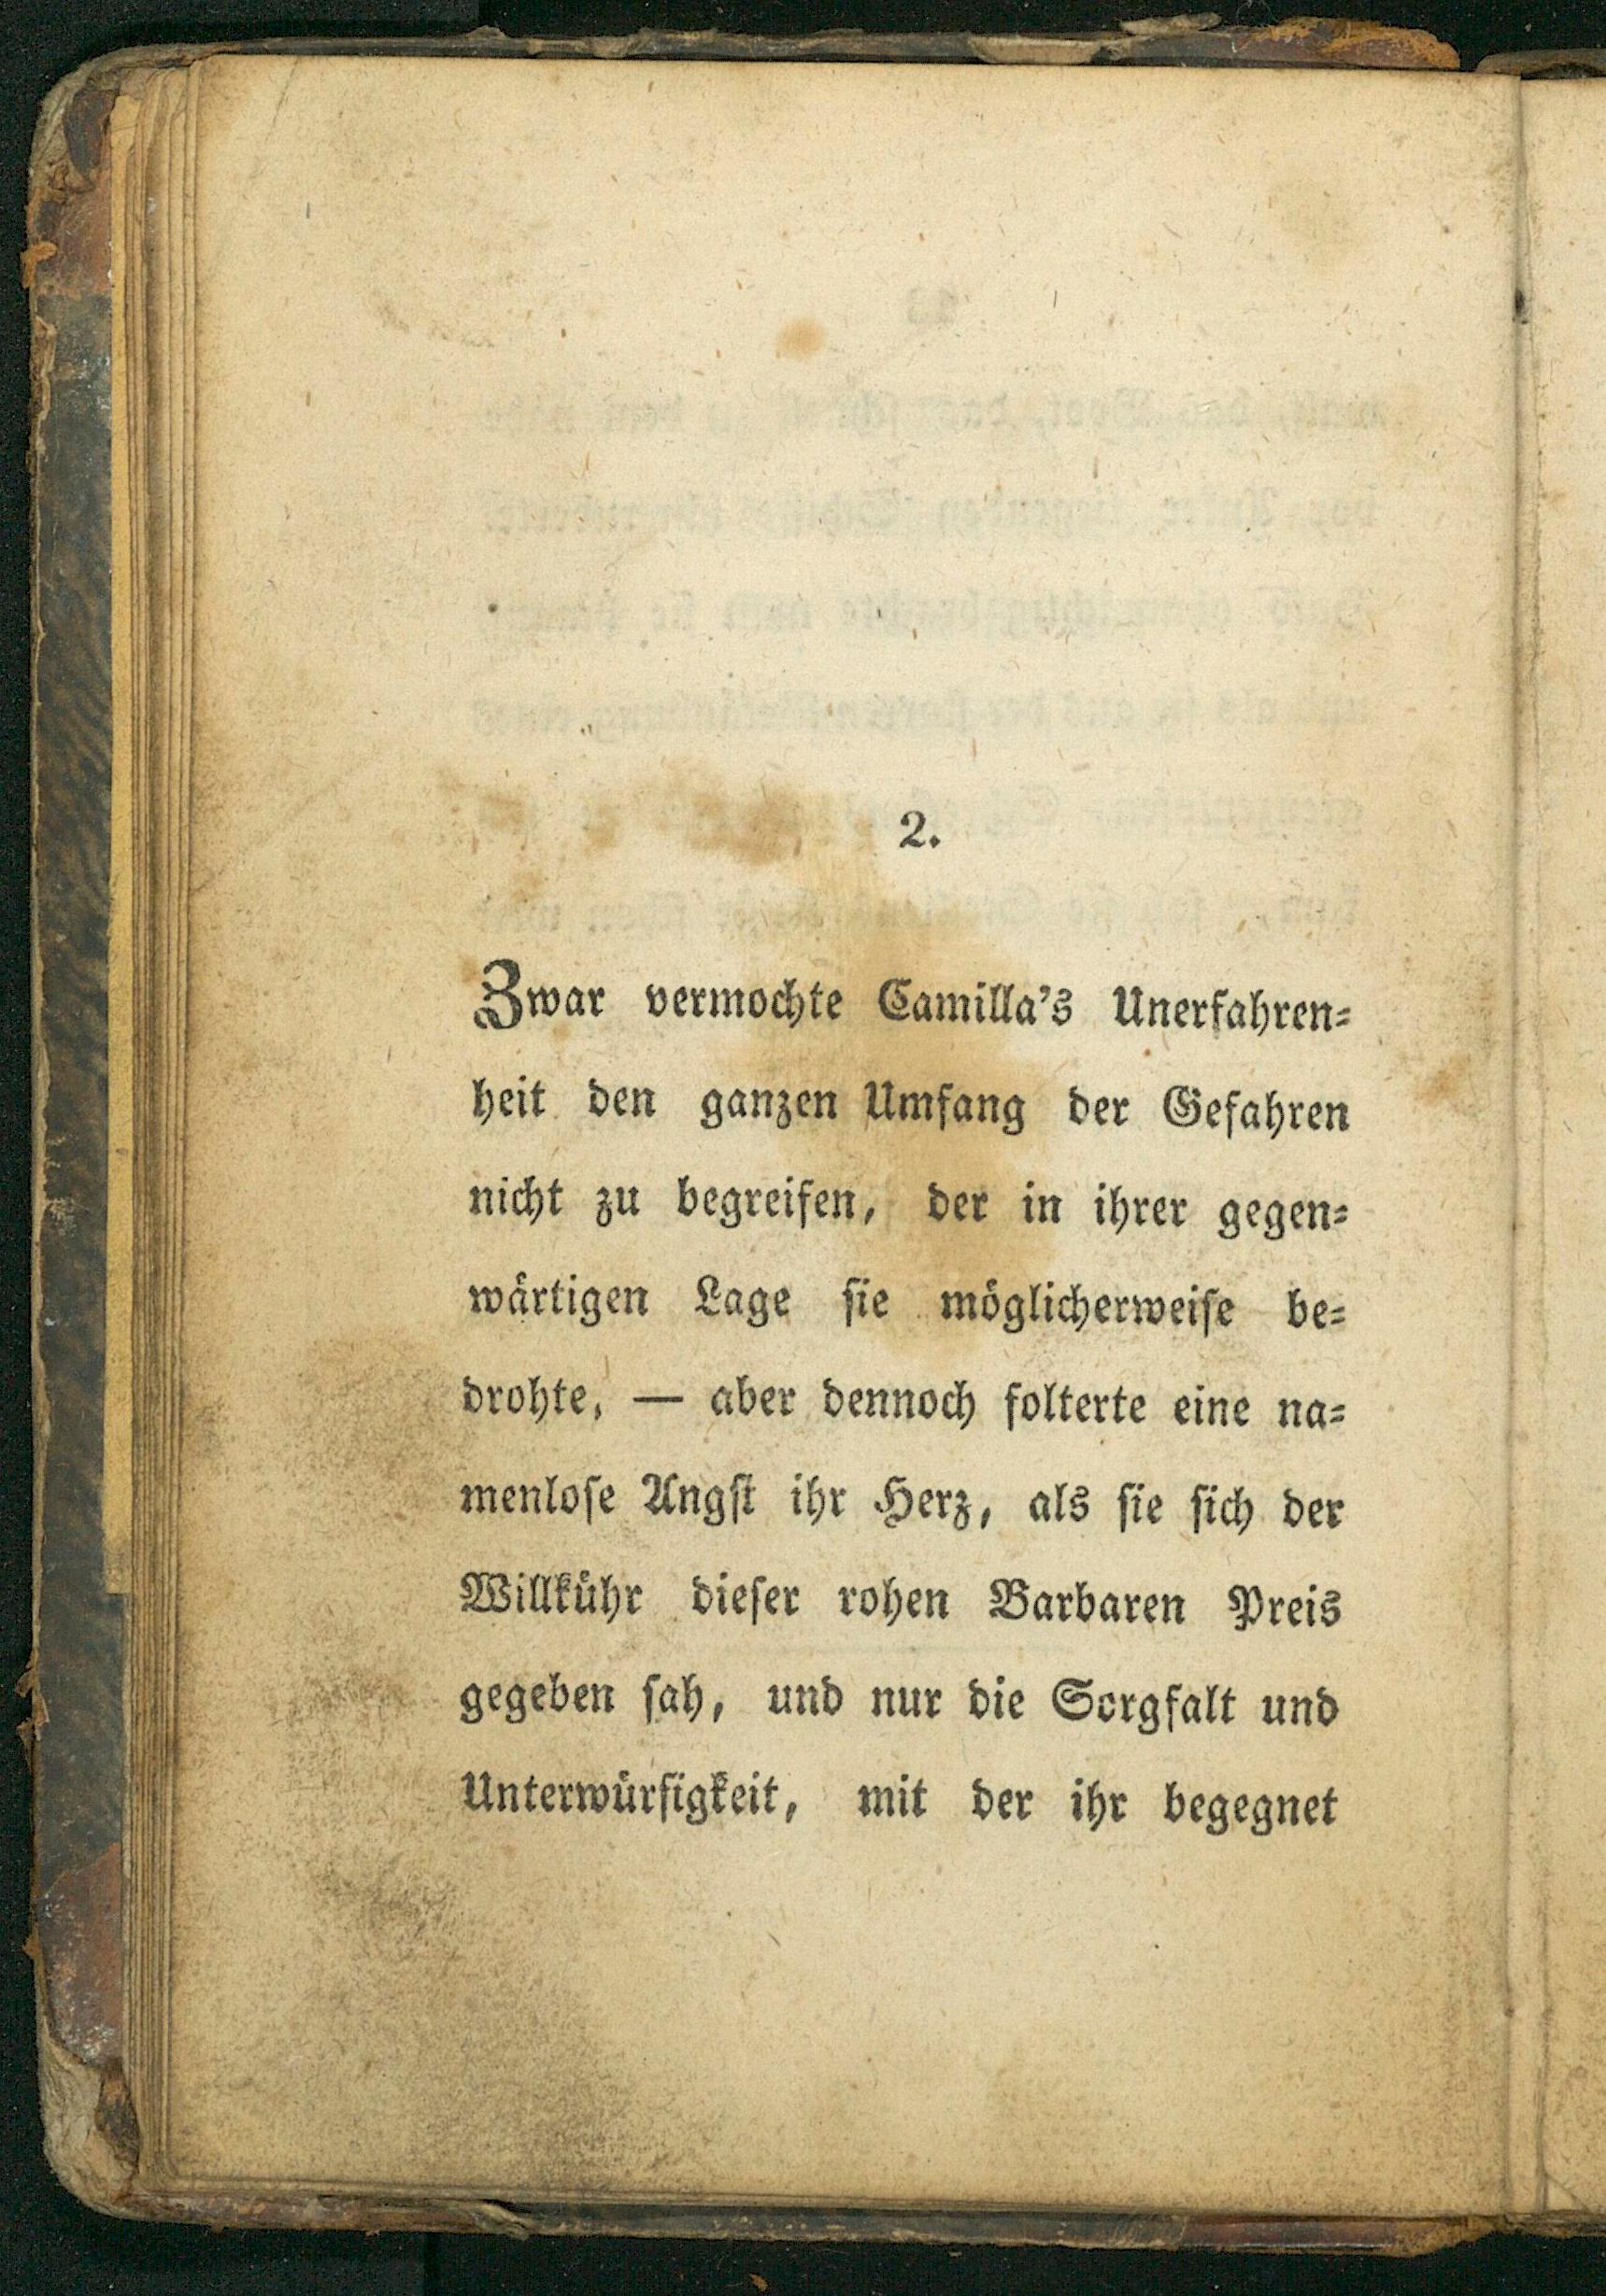 2.
Zwar vermochte Camilla's Unerfahren=
heit den ganzen Umfang der Gefahren
nicht zu begreifen, der in ihrer gegen=
wärtigen Lage sie möglicherweise be=
drohte, — aber dennoch folterte eine na=
menlose Angst ihr Herz, als sie sich der
Willkühr dieser rohen Barbaren Preis
gegeben sah, und nur die Sorgfalt und
Unterwürfigkeit, mit der ihr begegnet